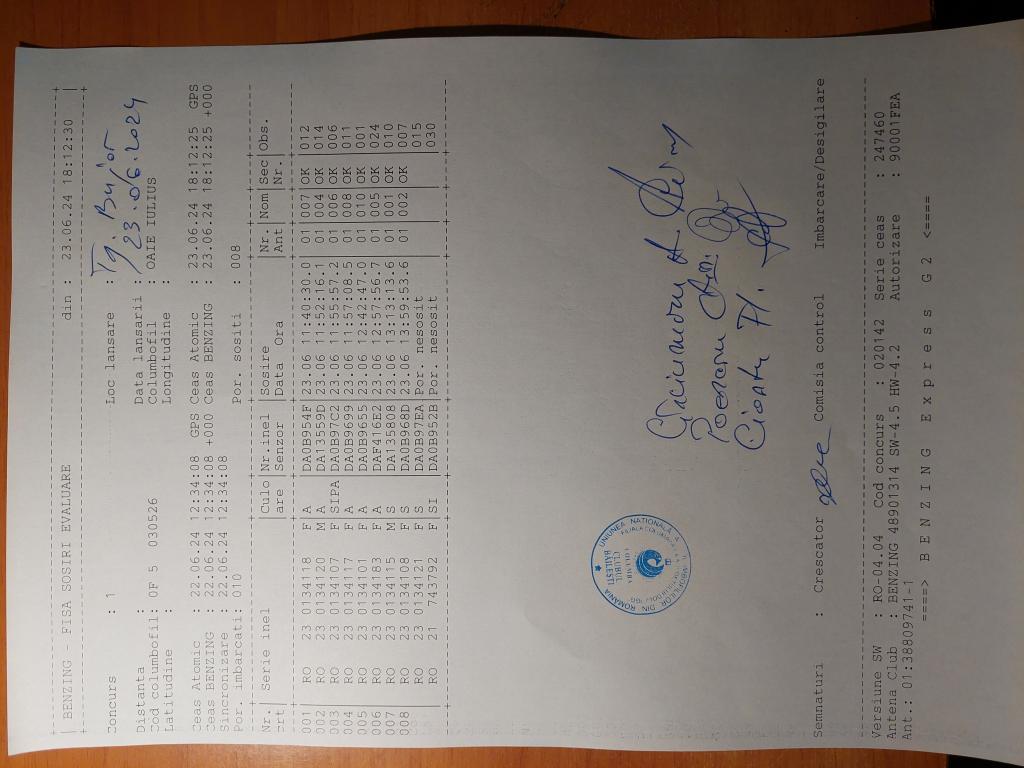 BENZING - FISA SOSIRI EVALUARE din : 23.06.24 18:12:30
Concurs : 1 Loc lansare : Tg. Bujor
Distanta : Data lansarii : 23.06.2024
Cod columbofil: OF 5 030526 Columbofil : OAIE IULIUS
Latitudine : Longitudine :
Ceas Atomic : 22.06.24 12:34:08 GPS Ceas Atomic : 23.06.24 18:12:25 GPS
Ceas BENZING : 22.06.24 12:34:08 +000 Ceas BENZING : 23.06.24 18:12:25 +000
Sincronizare : 22.06.24 12:34:08
Por. imbarcati: 010 Por. sositi : 008
Nr.| Serie inel |Culo|Nr.inel |Sosire |Nr.|Nom|Sec|Obs.
crt| |are |Senzor |Data Ora |Ant| |Nr.|
001| RO 23 0134118 F|A |DA0B954F|23.06 11:40:30.0|01|007|OK|012
002| RO 23 0134120 M|A |DA13559D|23.06 11:52:16.1|01|004|OK|014
003| RO 23 0134107 F|SIPA|DA0B97C2|23.06 11:55:57.2|01|006|OK|006
004| RO 23 0134117 F|A |DA0B9699|23.06 11:57:08.5|01|008|OK|011
005| RO 23 0134101 F|A |DA0B9655|23.06 12:42:47.0|01|010|OK|001
006| RO 23 0134183 F|A |DAF416E2|23.06 12:57:56.7|01|005|OK|024
007| RO 23 0134115 M|S |DA135808|23.06 13:13:13.6|01|001|OK|010
008| RO 23 0134108 F|S |DA0B968D|23.06 13:59:53.6|01|002|OK|007
| RO 23 0134121 F|S |DA0B97EA|Por. nesosit 015
| RO 21 743792 F|SI |DA0B952B|Por. nesosit 030
UNIUNEA NAȚIONALĂ A
DIN ROMANIA
COLUMBA
CLUBUL
BĂILEȘTI
Semnaturi : Crescator Comisia control Imbarcare/Desigilare
Versiune SW : RO-04.04 Cod concurs : 020142 Serie ceas : 247460
Antena Club : BENZING 48901314 SW-4.5 HW-4.2 Autorizare : 90001FEA
Ant.: 01:38809741-1
====> B E N Z I N G E x p r e s s G 2 <====